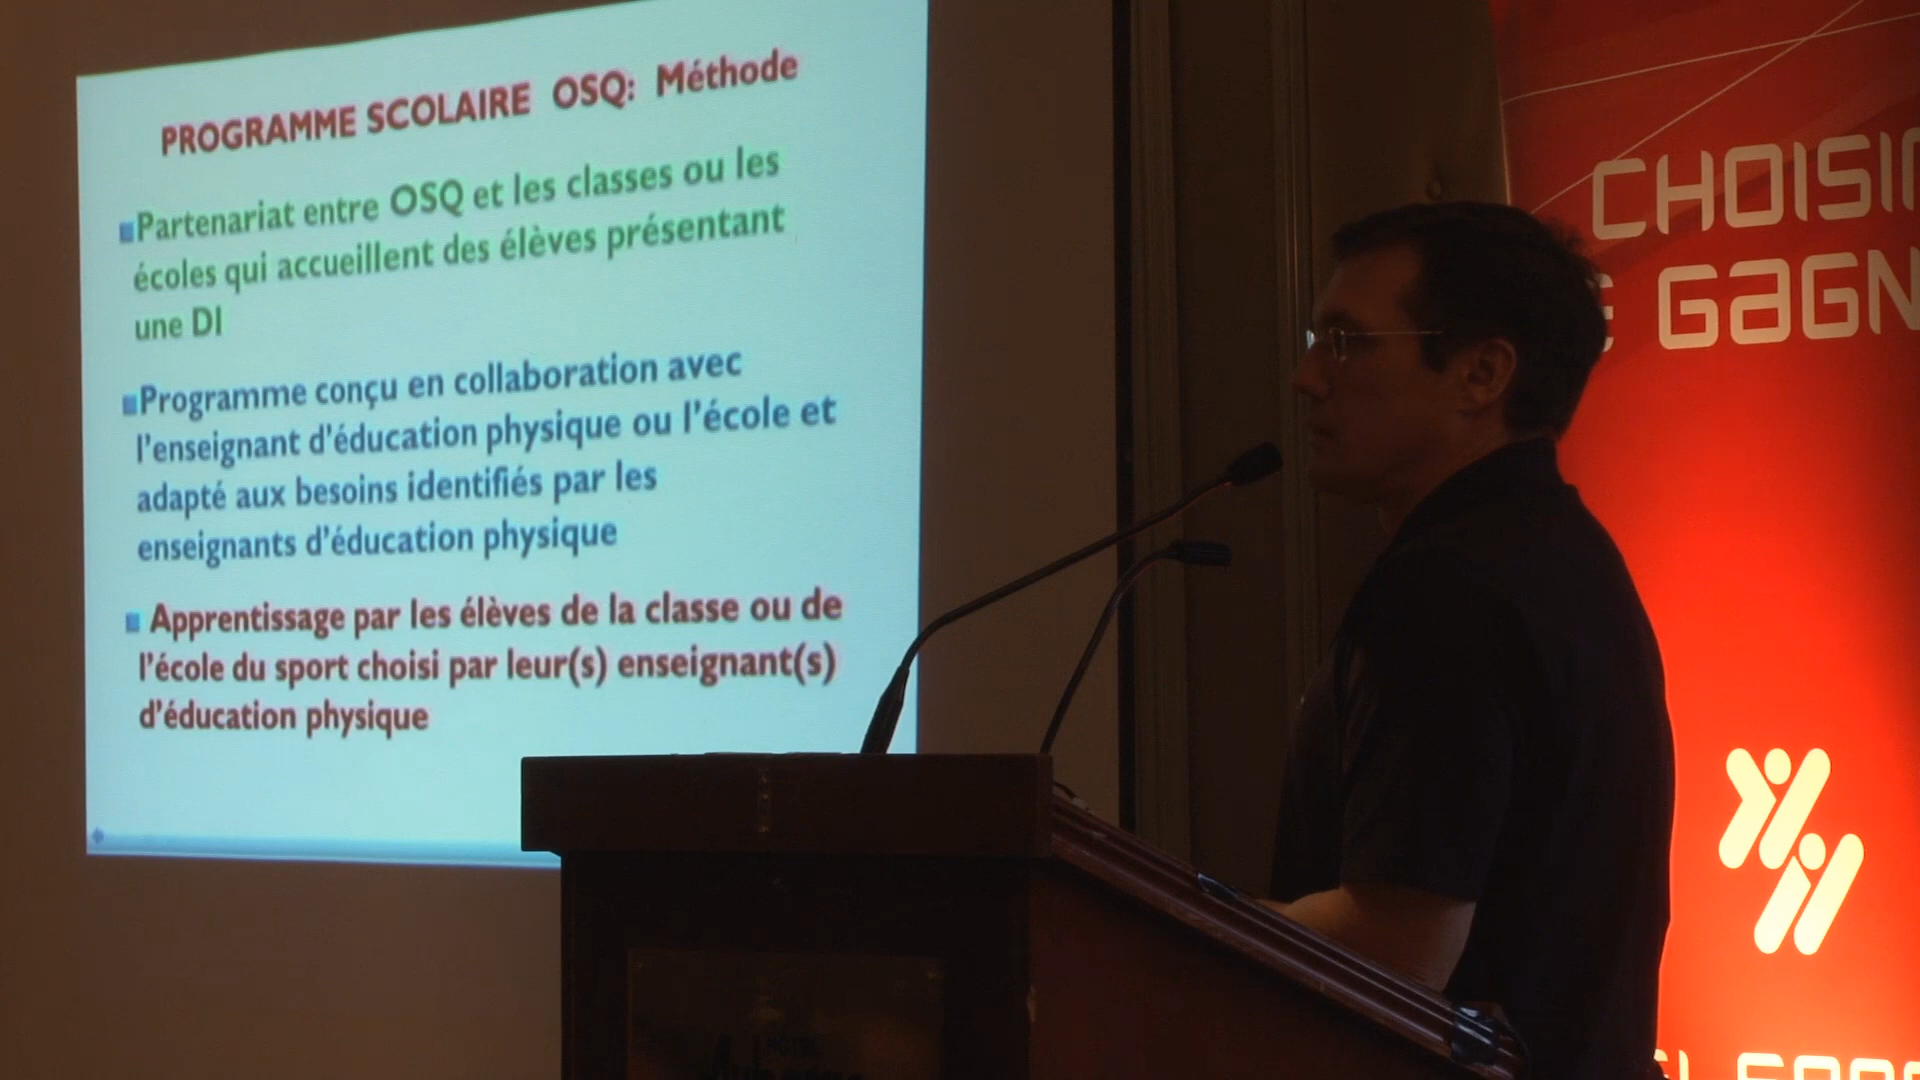 PROGRAMME SCOLAIRE OSQ: Méthode
Partenariat entre OSQ et les classes ou les
écoles qui accueillent des élèves présentant
une DI
Programme conçu en collaboration avec
l'enseignant d'éducation physique ou l'école et
adapté aux besoins identifiés par les
enseignants d'éducation physique
Apprentissage par les élèves de la classe ou de
l'école du sport choisi par leur(s) enseignant(s)
d'éducation physique
CHOISI
E GAGN
HÔTEL